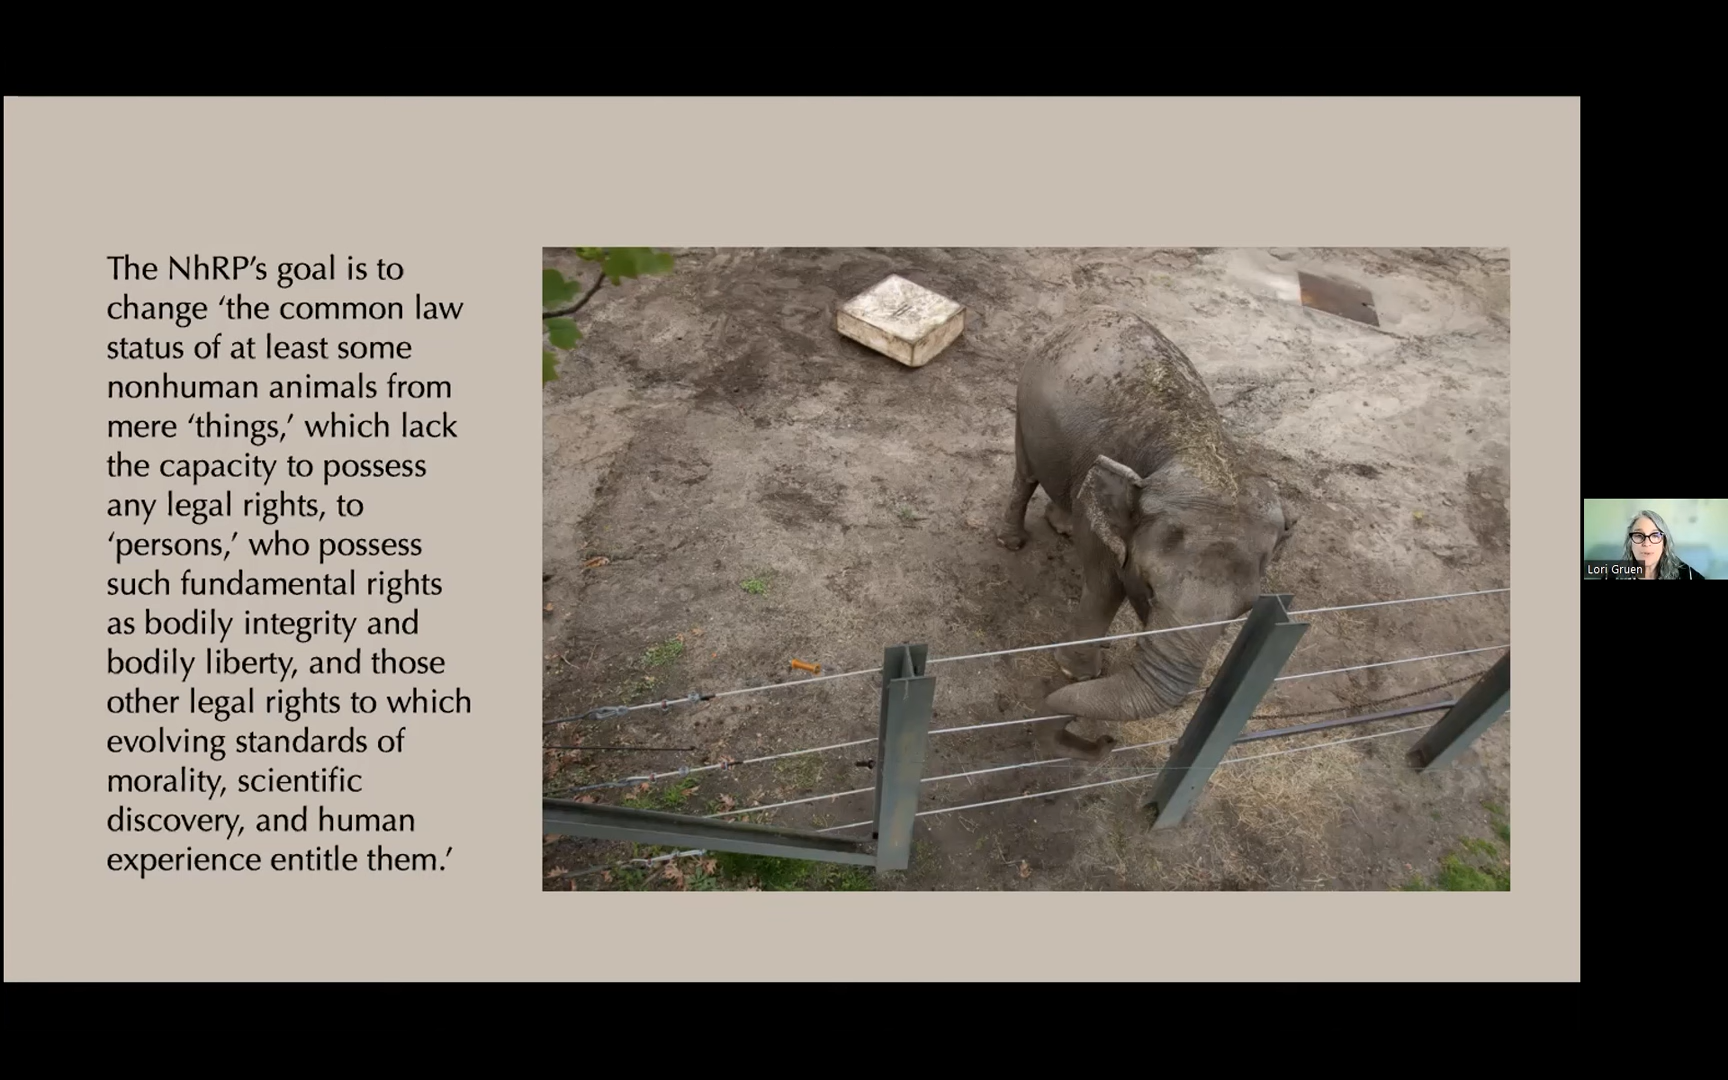 The NhRP’s goal is to
change ‘the common law
status of at least some
nonhuman animals from
mere ‘things,’ which lack
the capacity to possess
any legal rights, to
‘persons,’ who possess
such fundamental rights
as bodily integrity and
bodily liberty, and those
other legal rights to which
evolving standards of
morality, scientific
discovery, and human
experience entitle them.’
Lori Gruen